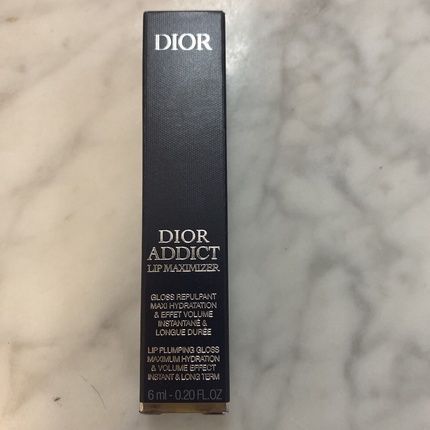 DIOR
DIOR
ADDICT
LIP MAXIMIZER
GLOSS REPULPANT
MAXI HYDRATATION
& EFFET VOLUME
INSTANTANÉ &
LONGUE DURÉE
LIP PLUMPING GLOSS
MAXIMUM HYDRATION
& VOLUME EFFECT
INSTANT & LONG TERM
6 ml - 0.20 FL.OZ